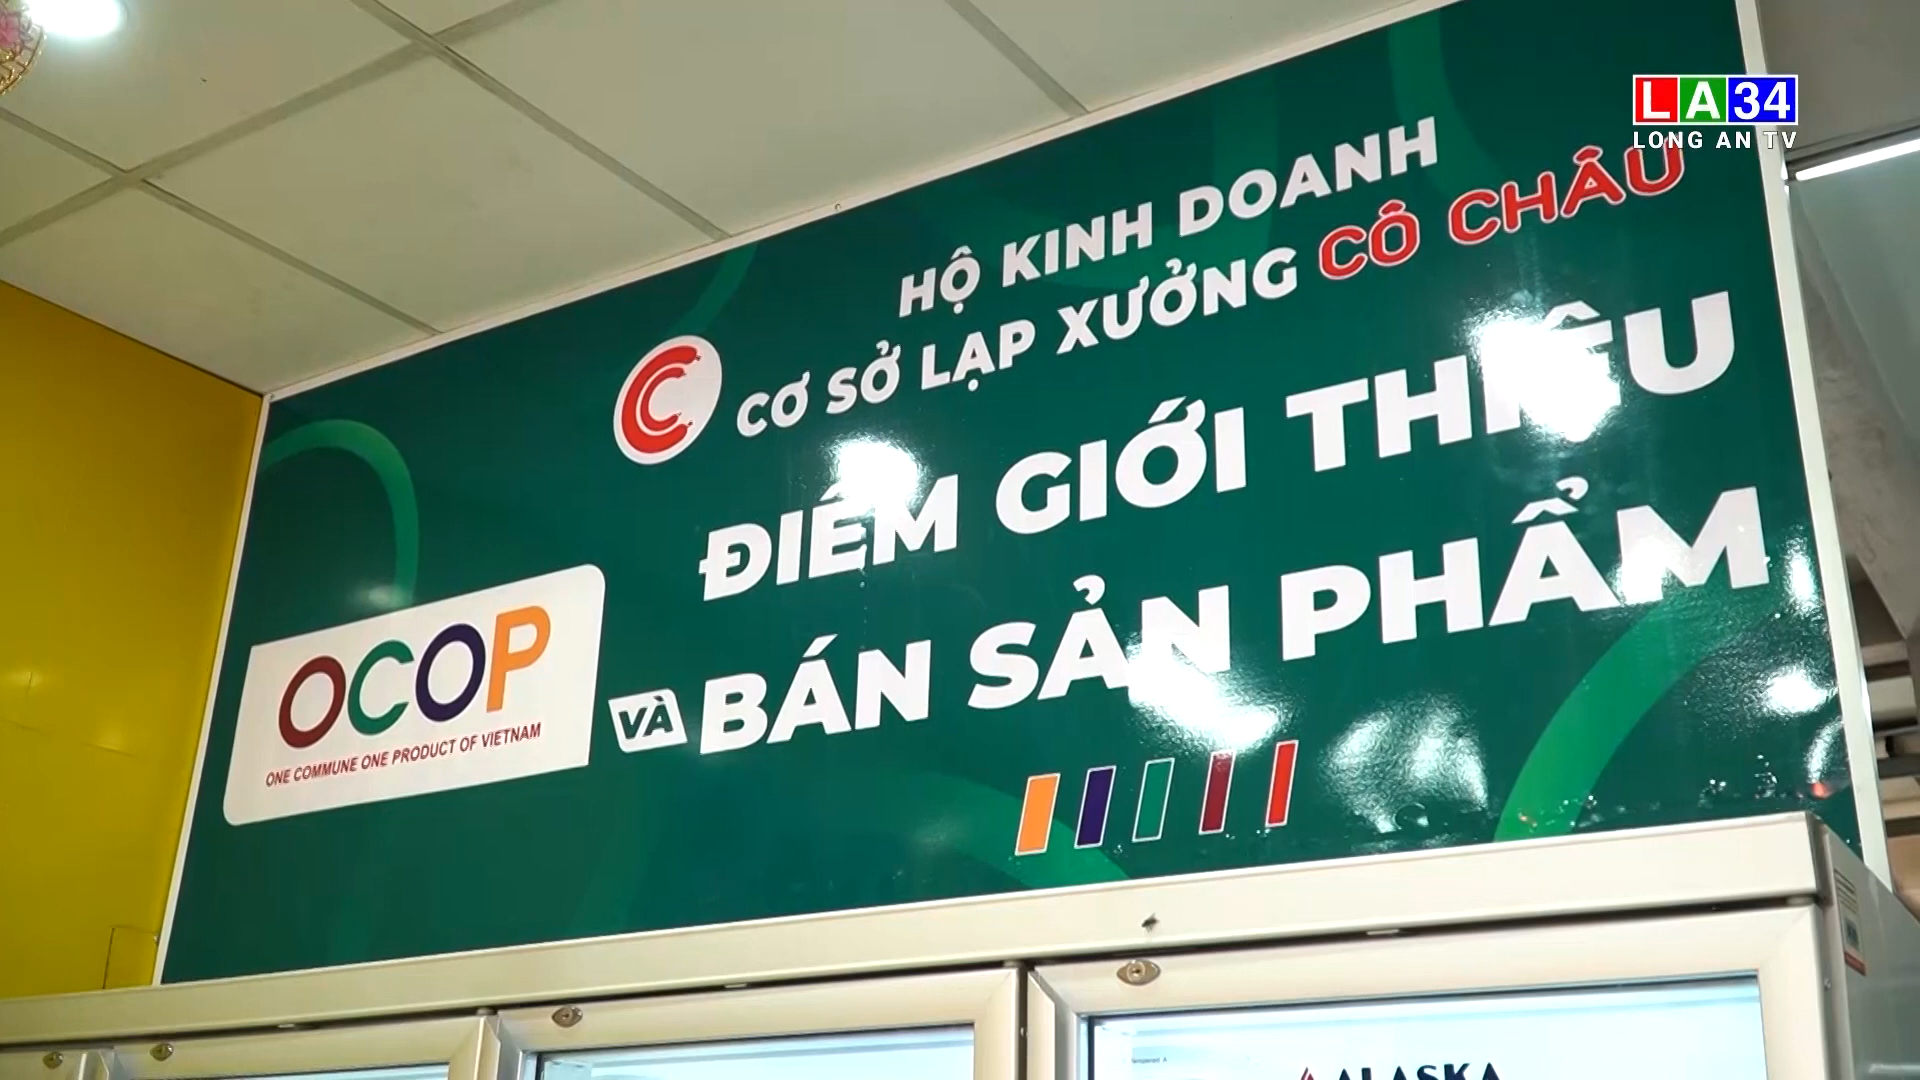 LA34
LONG AN TV
HỘ KINH DOANH
CƠ SỞ LẠP XƯỞNG CÔ CHÂU
ĐIỂM GIỚI THIỆU
VÀ BÁN SẢN PHẨM
OCOP
ONE COMMUNE ONE PRODUCT OF VIETNAM
ALASKA